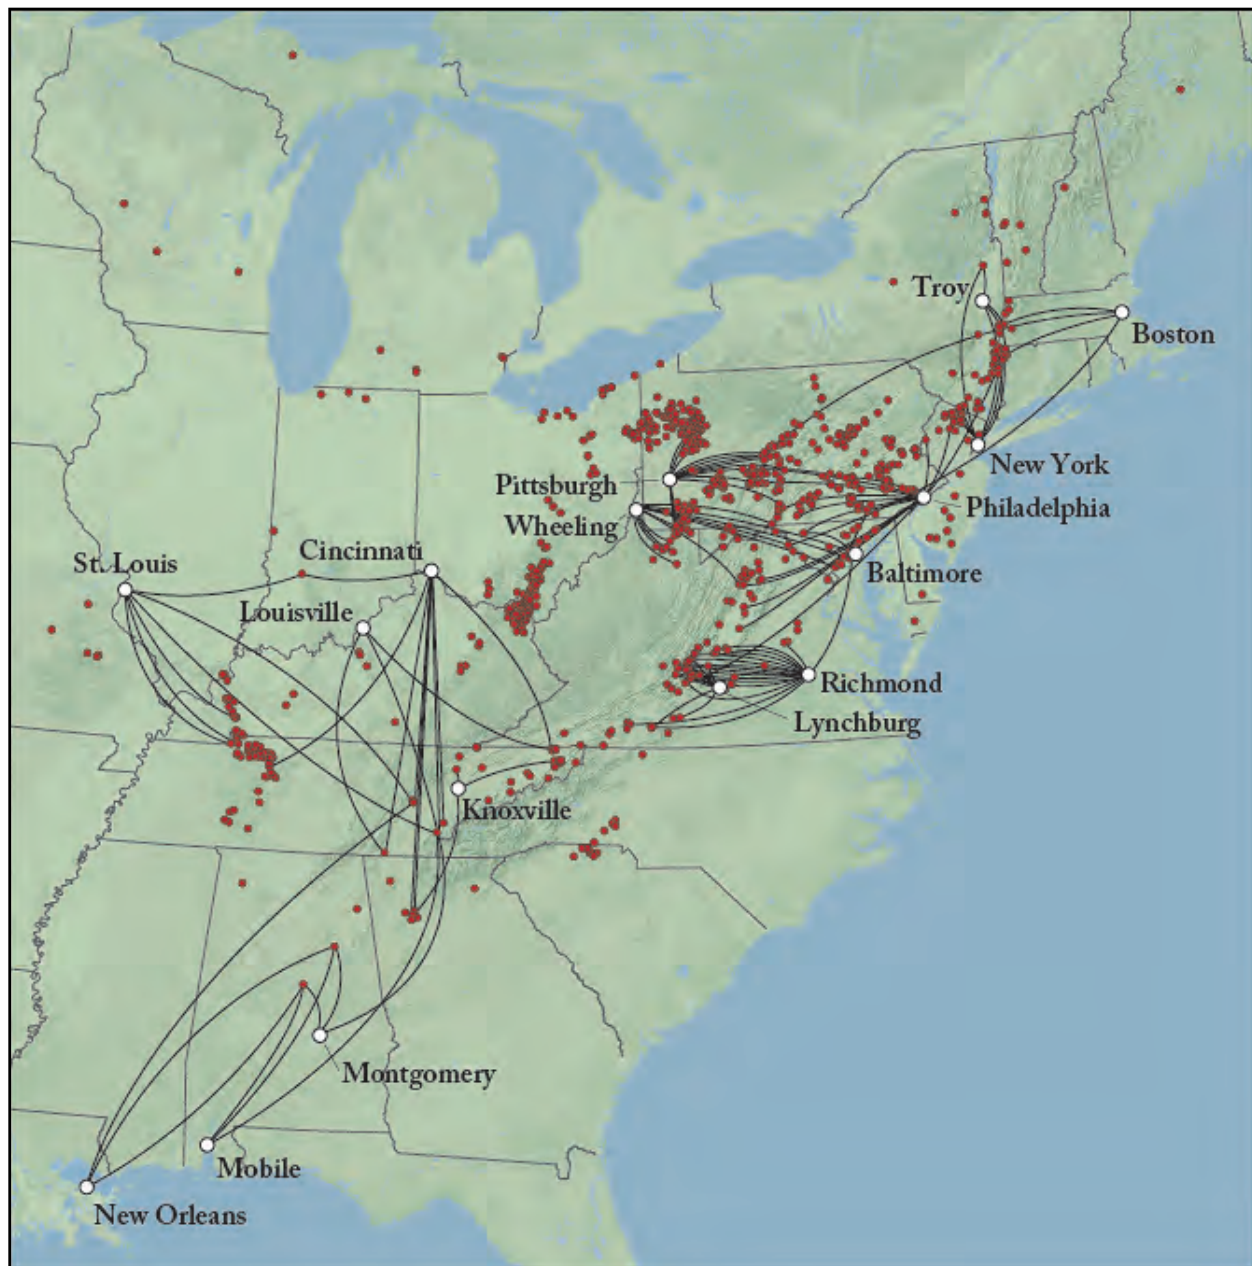 Troy
Boston
New York
Pittsburgh
Philadelphia
Wheeling
Cincinnati
St. Louis
Baltimore
Louisville
Richmond
Lynchburg
Knoxville
Montgomery
Mobile
New Orleans